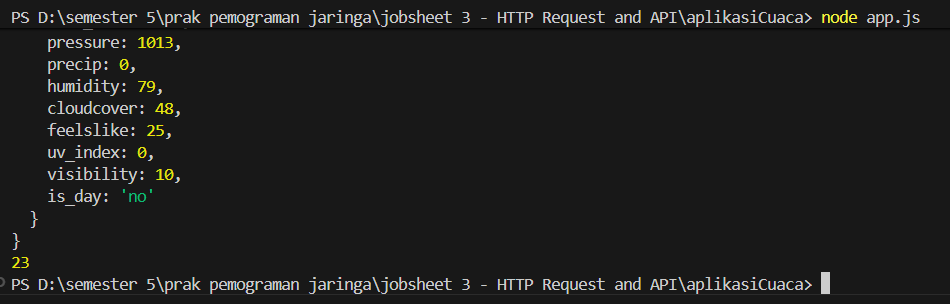 PS D:\semester 5\prak pemograman jaringa\jobsheet 3 - HTTP Request and API\aplikasiCuaca> node app.js
    pressure: 1013,
    precip: 0,
    humidity: 79,
    cloudcover: 48,
    feelslike: 25,
    uv_index: 0,
    visibility: 10,
    is_day: 'no'
  }
}
23
PS D:\semester 5\prak pemograman jaringa\jobsheet 3 - HTTP Request and API\aplikasiCuaca>